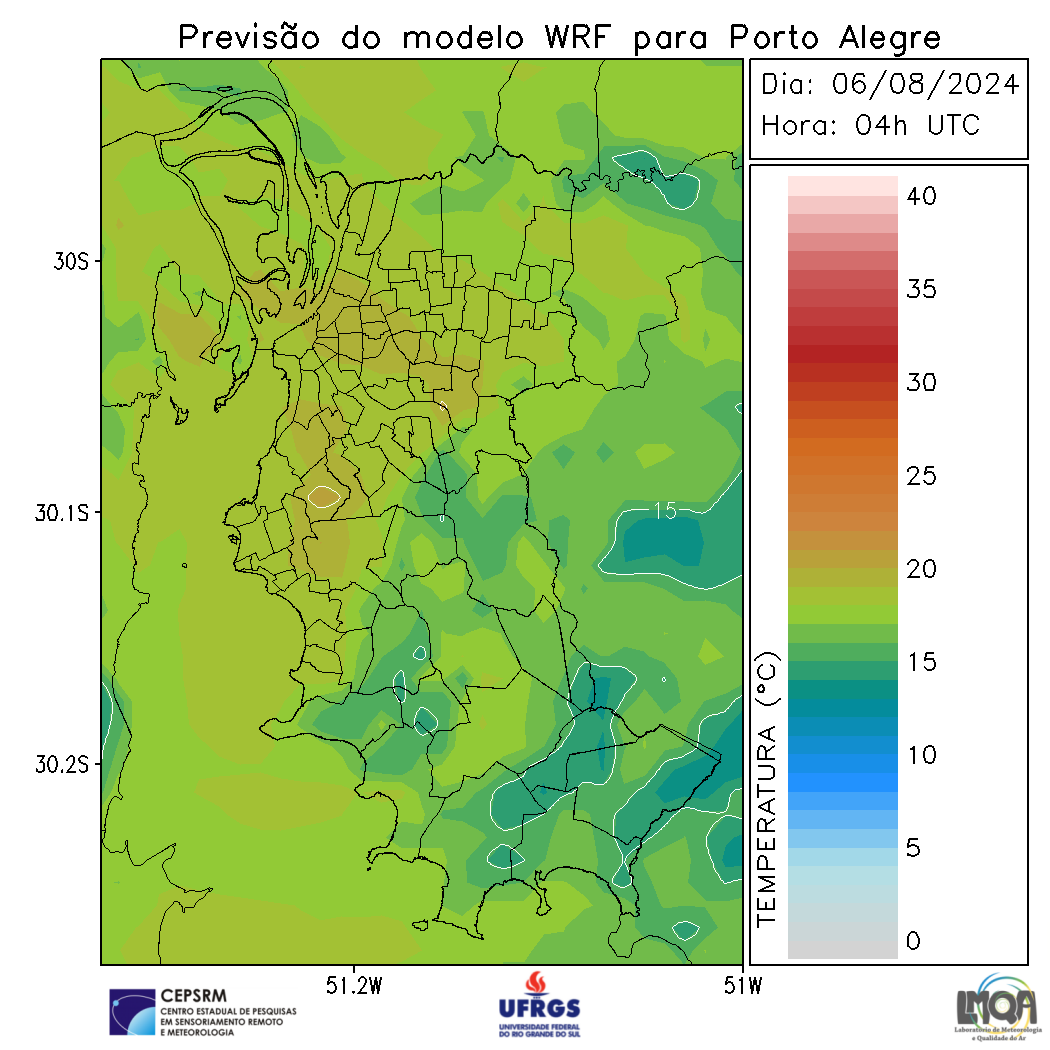 Previsão do modelo WRF para Porto Alegre
Dia: 06/08/2024
Hora: 04h UTC
30S
30.1S
30.2S
51.2W
51W
15
TEMPERATURA (°C)
40
35
30
25
20
15
10
5
0
CEPSRM
CENTRO ESTADUAL DE PESQUISAS
EM SENSORIAMENTO REMOTO
E METEOROLOGIA
UFRGS
UNIVERSIDADE FEDERAL
DO RIO GRANDE DO SUL
LMQA
Laboratório de Meteorologia
e Qualidade do Ar